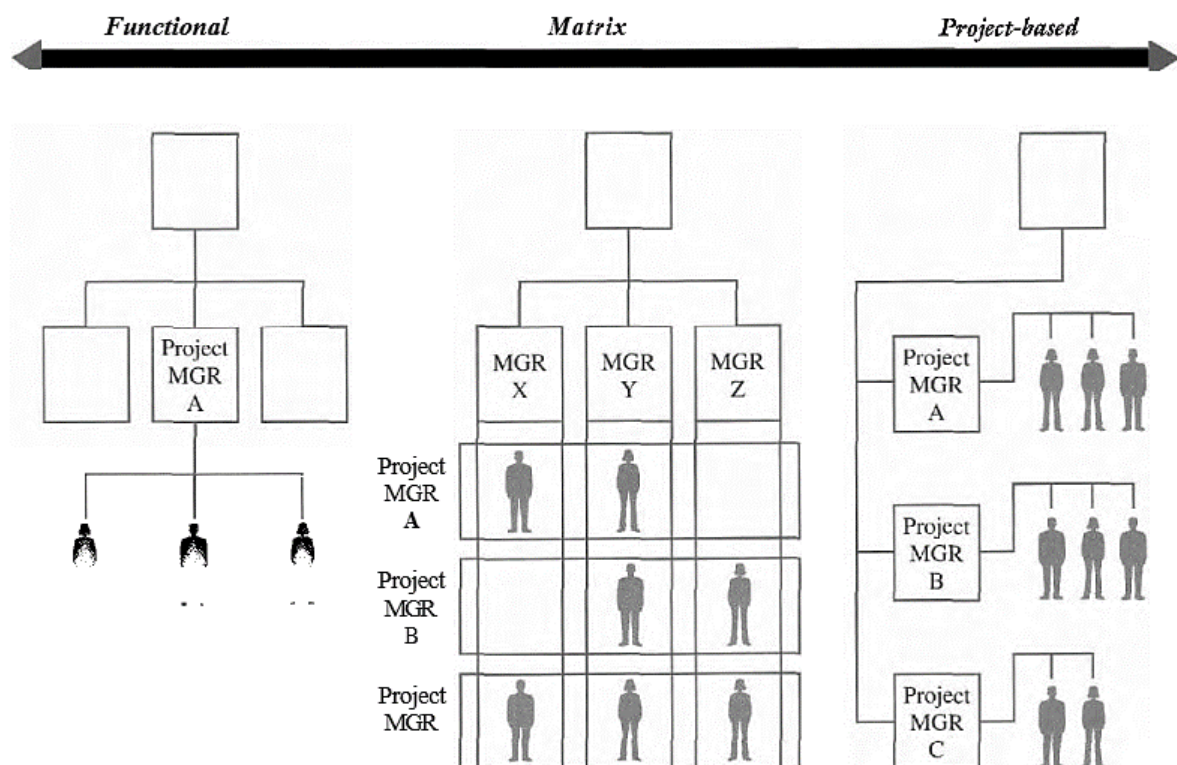 Functional
Matrix
Project-based
Project
MGR
A
MGR
X
MGR
Y
MGR
Z
Project
MGR
A
Project
MGR
B
Project
MGR
Project
MGR
A
Project
MGR
B
Project
MGR
C